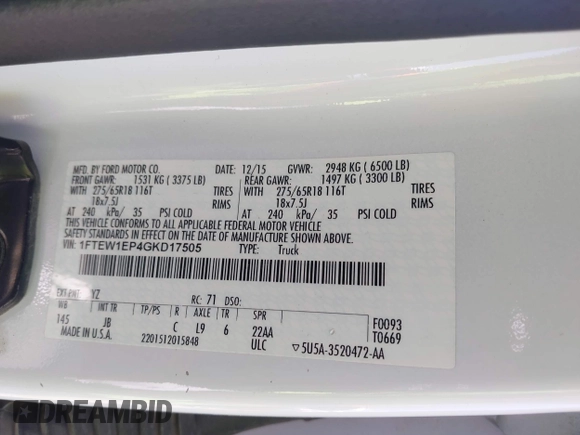 MFD. BY FORD MOTOR CO. DATE: 12/15 GVWR: 2948 KG ( 6500 LB)
FRONT GAWR: 1531 KG ( 3375 LB) REAR GAWR: 1497 KG ( 3300 LB)
WITH 275/65R18 116T TIRES WITH 275/65R18 116T TIRES
18x7.5J RIMS 18x7.5J RIMS
AT 240 kPa/ 35 PSI COLD AT 240 kPa/ 35 PSI COLD
THIS VEHICLE CONFORMS TO ALL APPLICABLE FEDERAL MOTOR VEHICLE
SAFETY STANDARDS IN EFFECT ON THE DATE OF MANUFACTURE SHOWN ABOVE.
VIN: 1FTEW1EP4GKD17505 TYPE: Truck
EXT PNT: YZ RC: 71 DSO:
WB INT TR TP/PS R AXLE TR SPR
145 JB C L9 6 22AA F0093
MADE IN U.S.A. 2201512015848 ULC T0669
▽5U5A-3520472-AA
DREAMBID